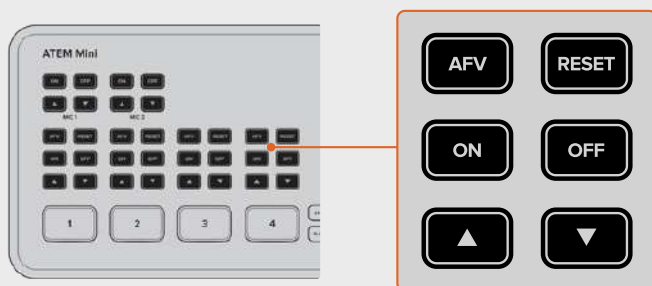 ATEM Mini
ON OFF ON OFF
▲ ▼ ▲ ▼
MIC 1 MIC 2
AFV RESET AFV RESET AFV RESET AFV RESET
ON OFF ON OFF ON OFF ON OFF
▲ ▼ ▲ ▼ ▲ ▼ ▲ ▼
1 2 3 4
AFV RESET
ON OFF
▲ ▼